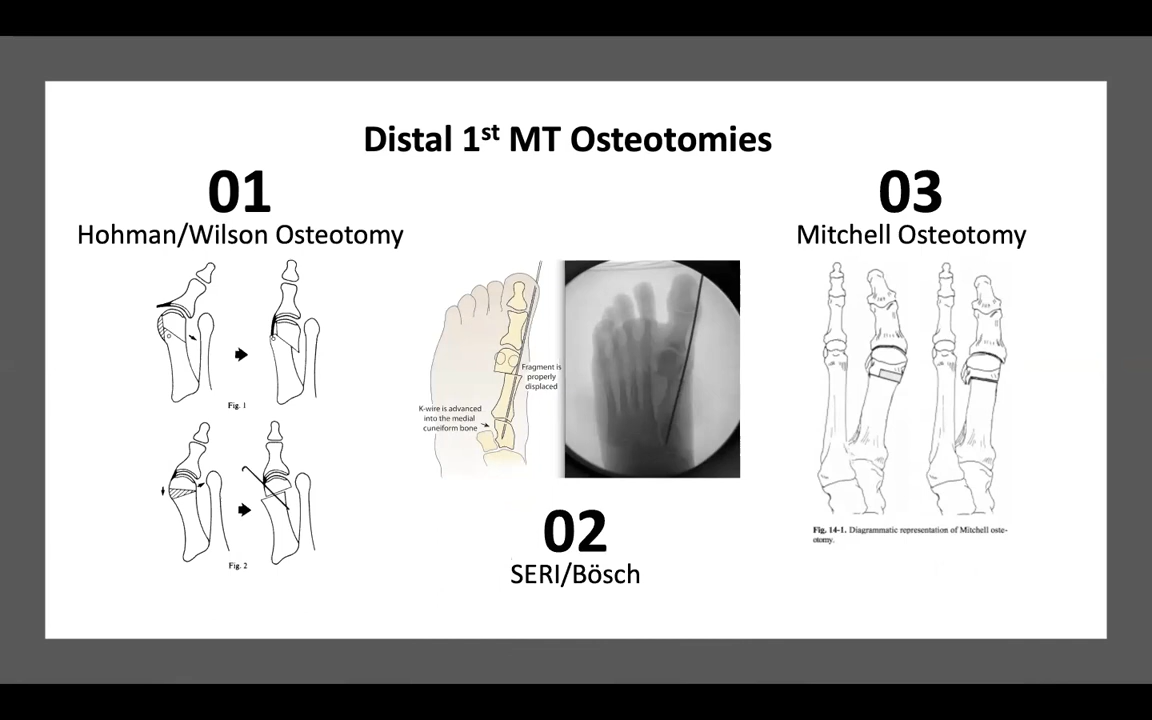 Distal 1st MT Osteotomies
01
Hohman/Wilson Osteotomy
Fig. 1
Fig. 2
Fragment is
properly
displaced
K-wire is advanced
into the medial
cuneiform bone
02
SERI/Bösch
03
Mitchell Osteotomy
Fig. 14-1. Diagrammatic representation of Mitchell oste-
otomy.